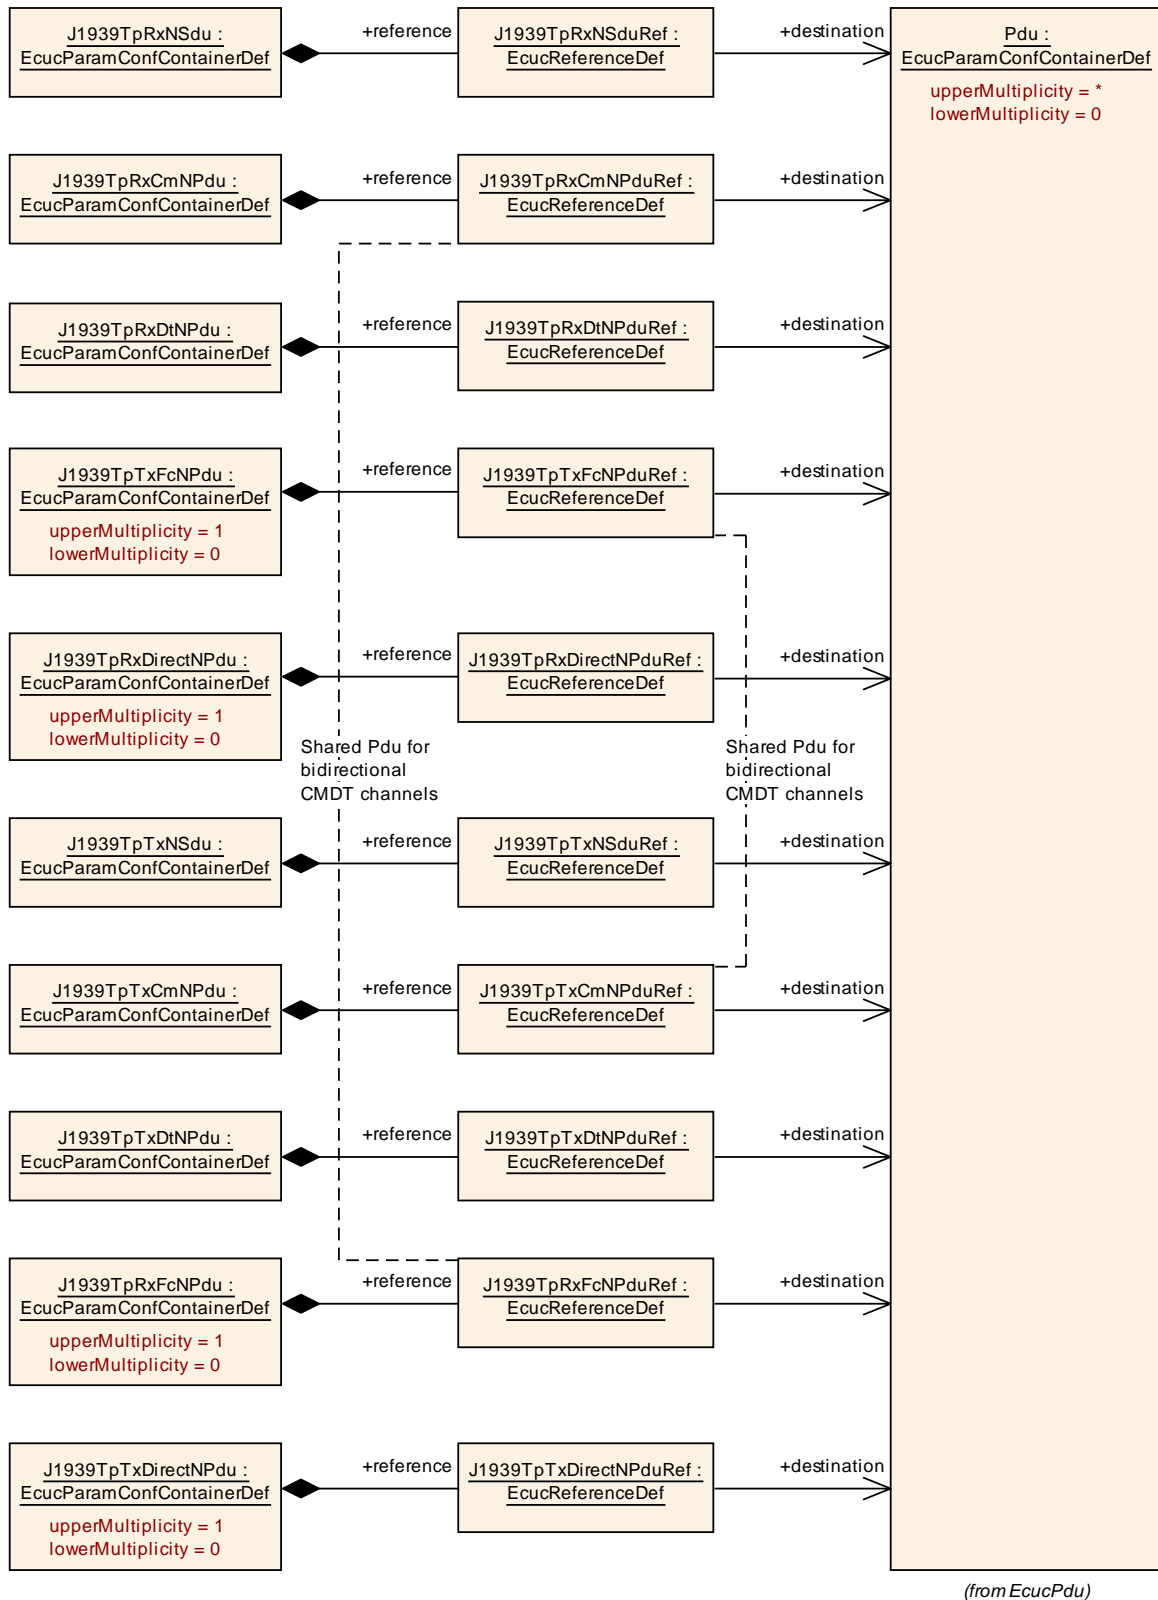 J1939TpRxNSdu :
EcucParamConfContainerDef
+reference
J1939TpRxNSduRef :
EcucReferenceDef
+destination
Pdu :
EcucParamConfContainerDef
upperMultiplicity = *
lowerMultiplicity = 0
J1939TpRxCmNPdu :
EcucParamConfContainerDef
+reference
J1939TpRxCmNPduRef :
EcucReferenceDef
+destination
J1939TpRxDtNPdu :
EcucParamConfContainerDef
+reference
J1939TpRxDtNPduRef :
EcucReferenceDef
+destination
J1939TpTxFcNPdu :
EcucParamConfContainerDef
upperMultiplicity = 1
lowerMultiplicity = 0
+reference
J1939TpTxFcNPduRef :
EcucReferenceDef
+destination
J1939TpRxDirectNPdu :
EcucParamConfContainerDef
upperMultiplicity = 1
lowerMultiplicity = 0
+reference
J1939TpRxDirectNPduRef :
EcucReferenceDef
+destination
Shared Pdu for
bidirectional
CMDT channels
Shared Pdu for
bidirectional
CMDT channels
J1939TpTxNSdu :
EcucParamConfContainerDef
+reference
J1939TpTxNSduRef :
EcucReferenceDef
+destination
J1939TpTxCmNPdu :
EcucParamConfContainerDef
+reference
J1939TpTxCmNPduRef :
EcucReferenceDef
+destination
J1939TpTxDtNPdu :
EcucParamConfContainerDef
+reference
J1939TpTxDtNPduRef :
EcucReferenceDef
+destination
J1939TpRxFcNPdu :
EcucParamConfContainerDef
upperMultiplicity = 1
lowerMultiplicity = 0
+reference
J1939TpRxFcNPduRef :
EcucReferenceDef
+destination
J1939TpTxDirectNPdu :
EcucParamConfContainerDef
upperMultiplicity = 1
lowerMultiplicity = 0
+reference
J1939TpTxDirectNPduRef :
EcucReferenceDef
+destination
(from EcucPdu)